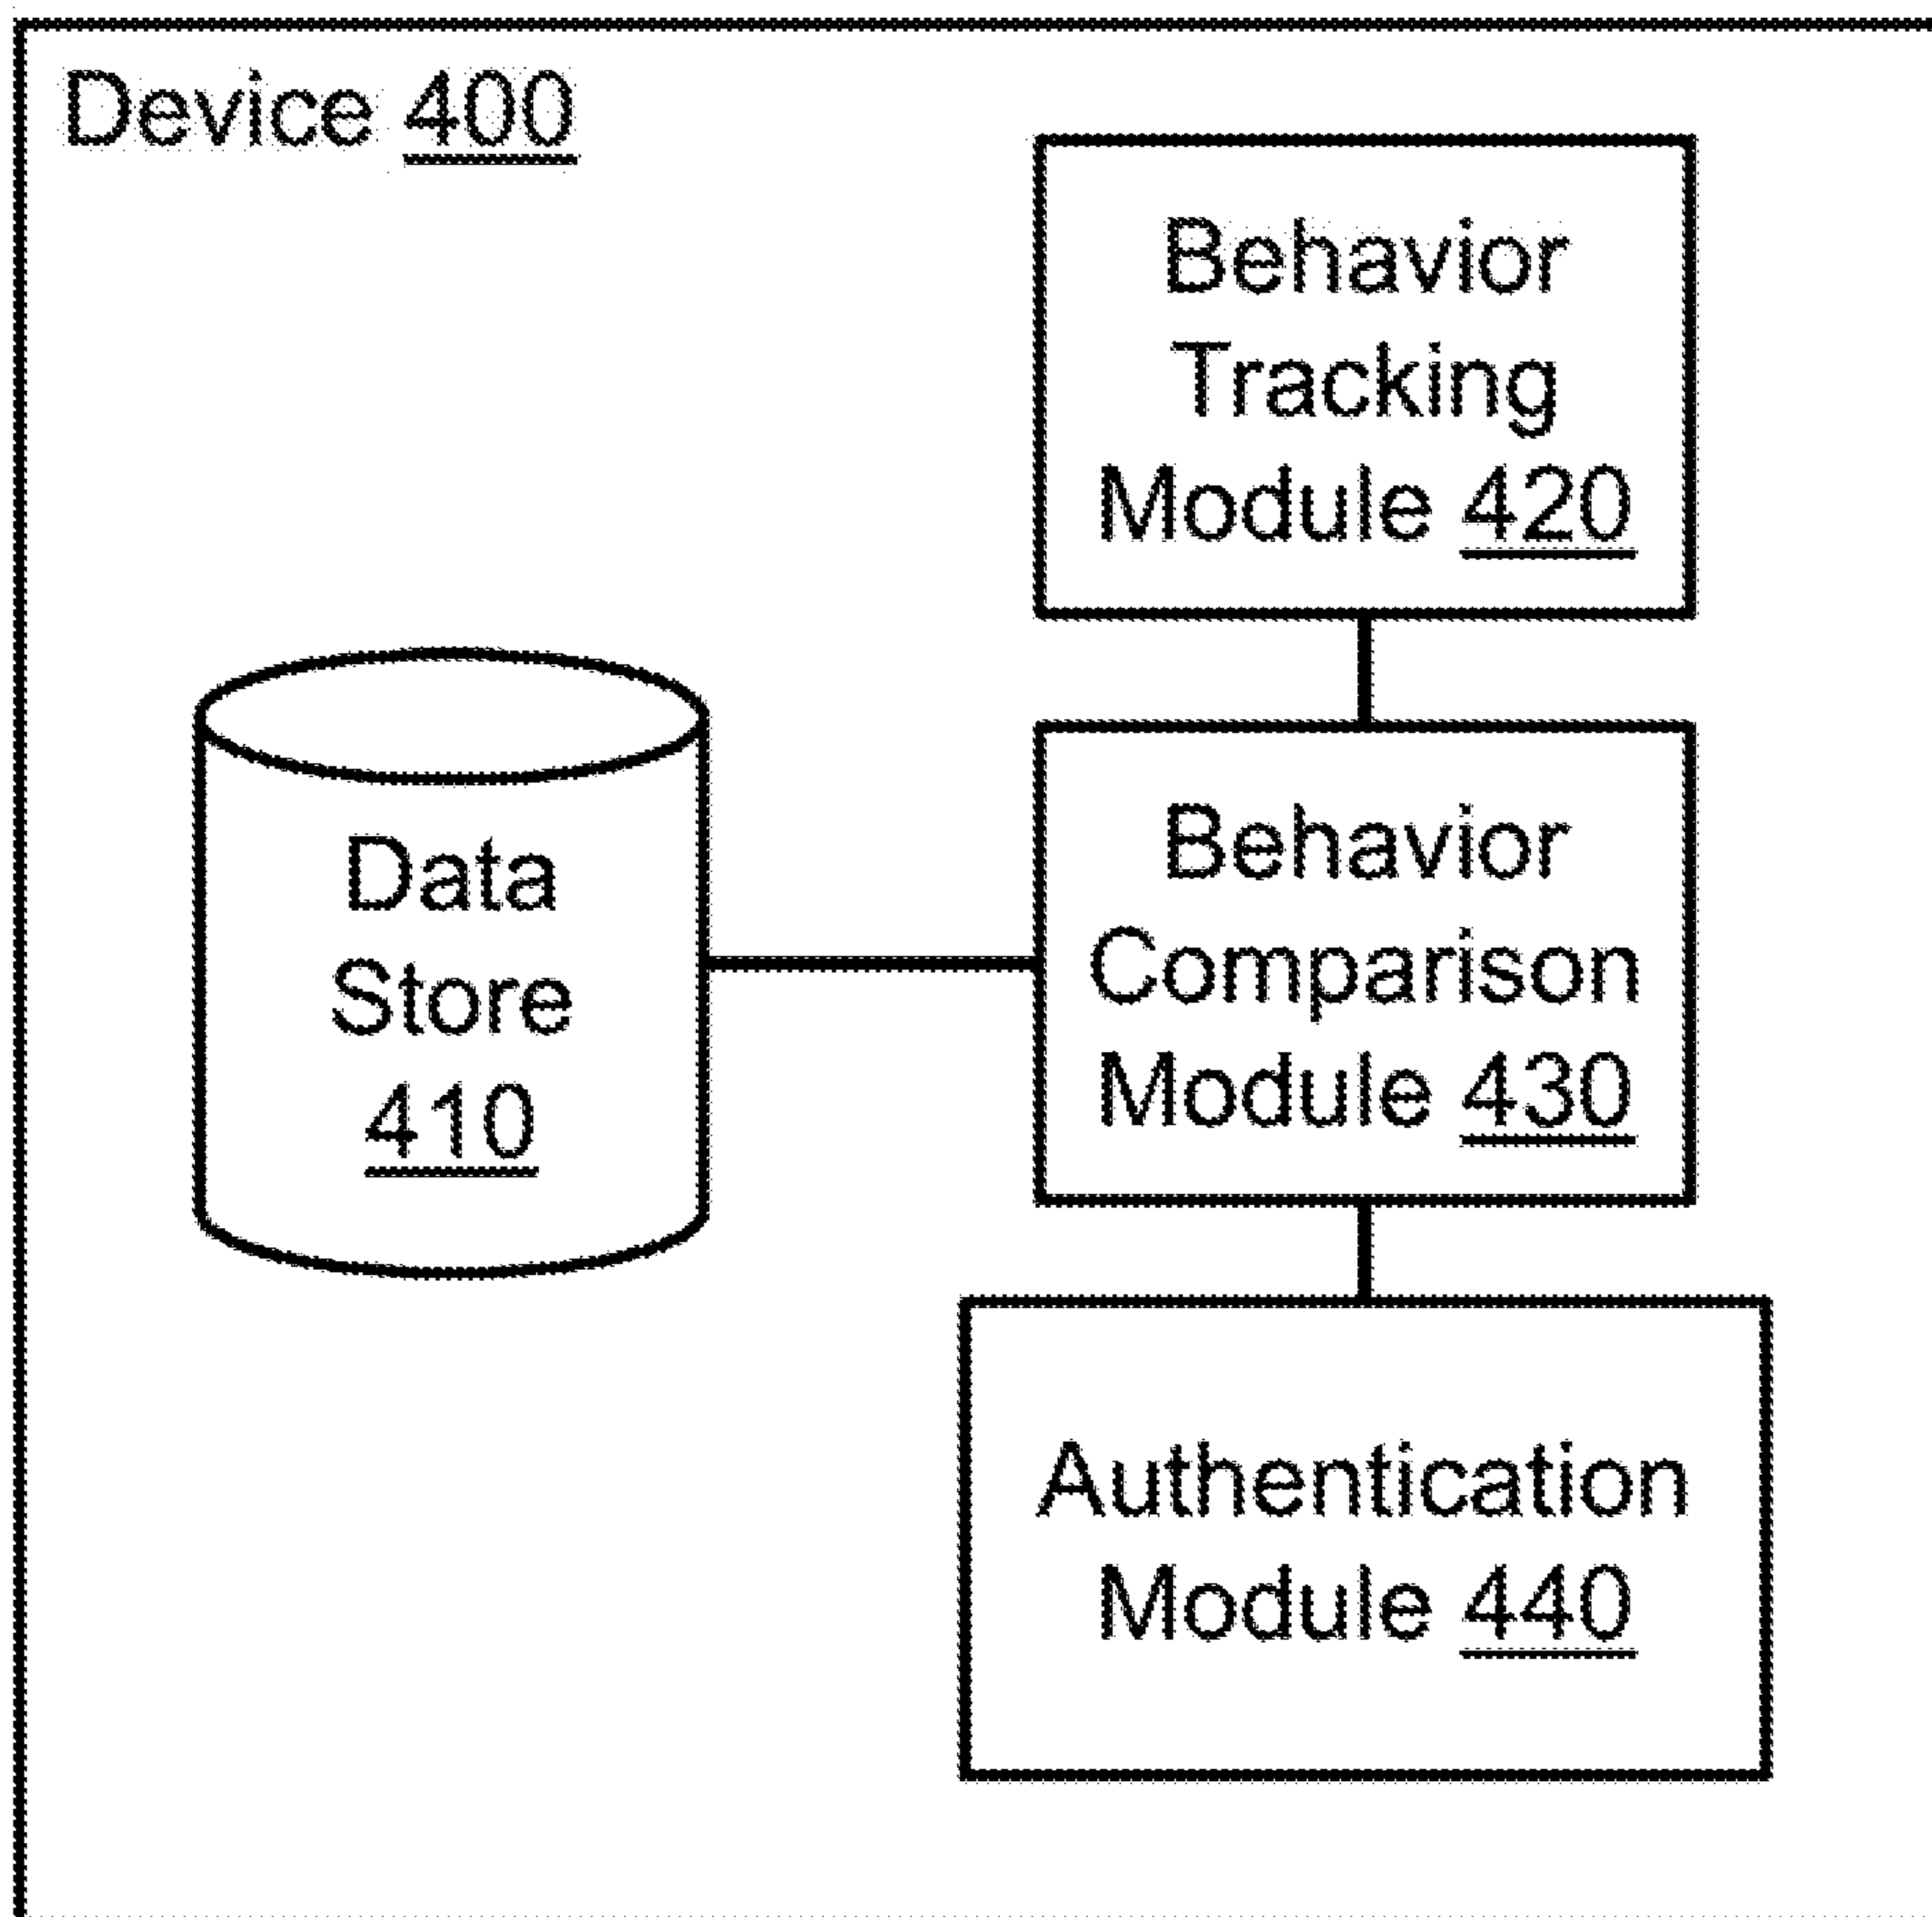 Device 400
Behavior
Tracking
Module 420
Data
Store
410
Behavior
Comparison
Module 430
Authentication
Module 440